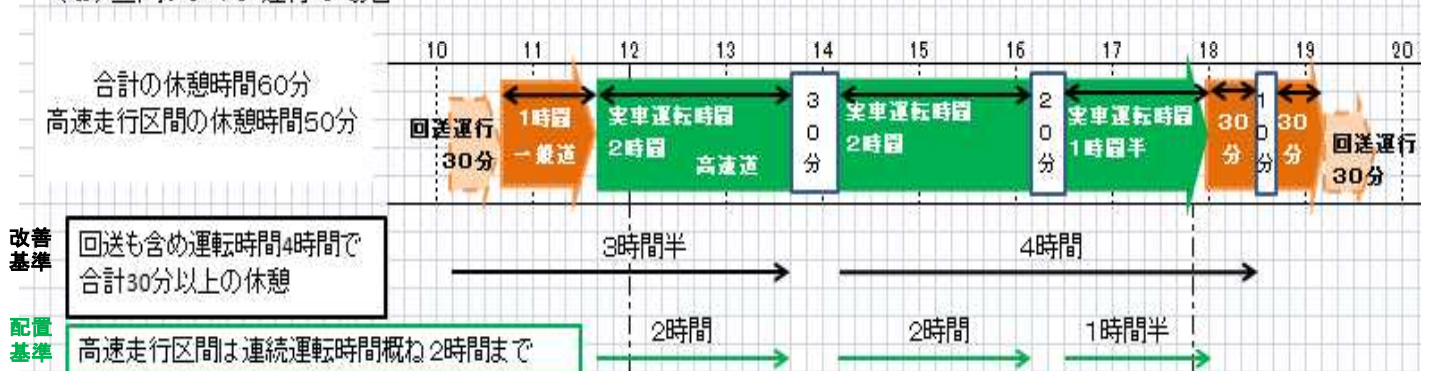 10 11 12 13 14 15 16 17 18 19 20
合計の休憩時間60分
高速走行区間の休憩時間50分
回送運行
30分
1時間
一般道
実車運転時間
2時間
高速道
30分
実車運転時間
2時間
20分
実車運転時間
1時間半
30
分
10分
30
分
回送運行
30分
改善
基準
回送も含め運転時間4時間で
合計30分以上の休憩
3時間半
4時間
配置
基準
高速走行区間は連続運転時間概ね2時間まで
2時間
2時間
1時間半